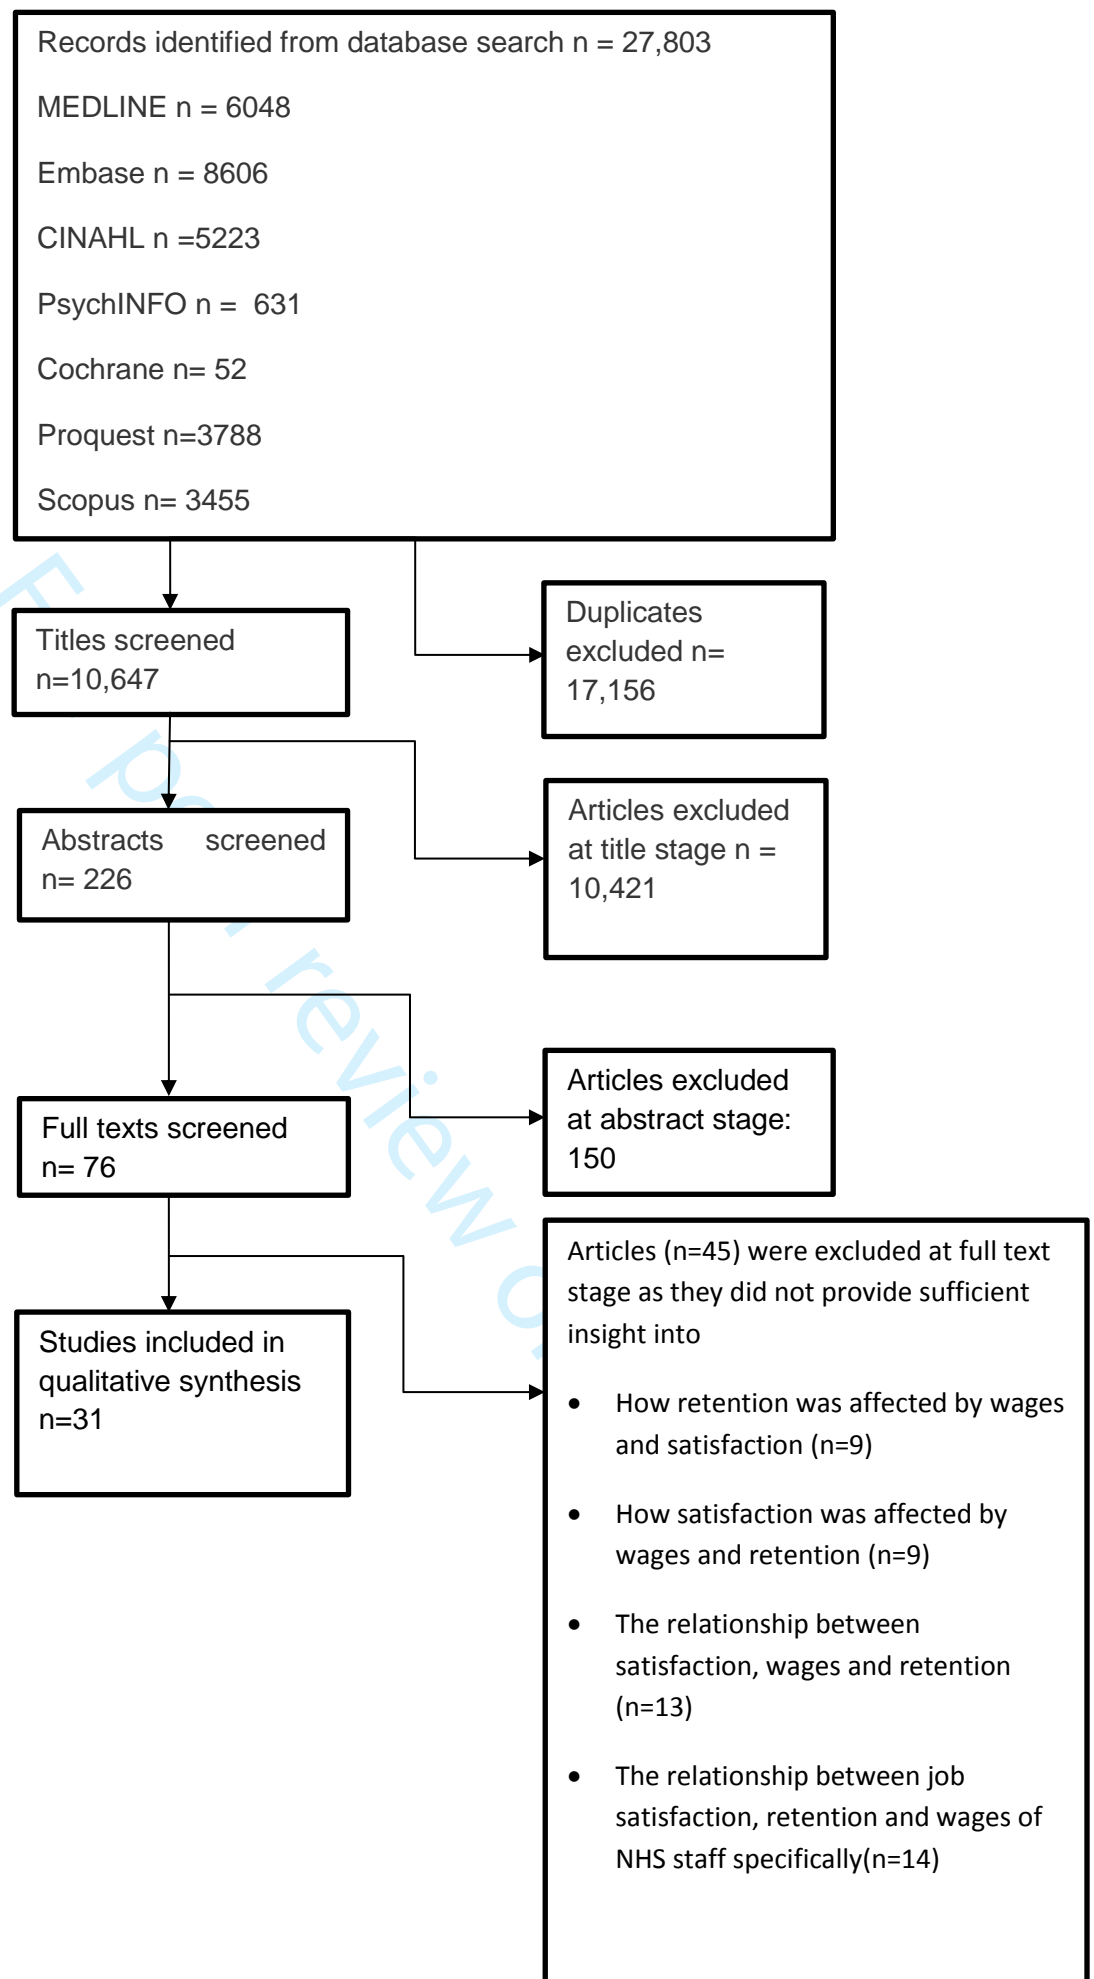 Records identified from database search n = 27,803
MEDLINE n = 6048
Embase n = 8606
CINAHL n =5223
PsychINFO n =  631
Cochrane n= 52
Proquest n=3788
Scopus n= 3455
Titles screened
n=10,647
Duplicates
excluded n=
17,156
Abstracts screened
n= 226
Articles excluded
at title stage n =
10,421
Full texts screened
n= 76
Articles excluded
at abstract stage:
150
Studies included in
qualitative synthesis
n=31
Articles (n=45) were excluded at full text
stage as they did not provide sufficient
insight into
• How retention was affected by wages
and satisfaction (n=9)
• How satisfaction was affected by
wages and retention (n=9)
• The relationship between
satisfaction, wages and retention
(n=13)
• The relationship between job
satisfaction, retention and wages of
NHS staff specifically(n=14)
review